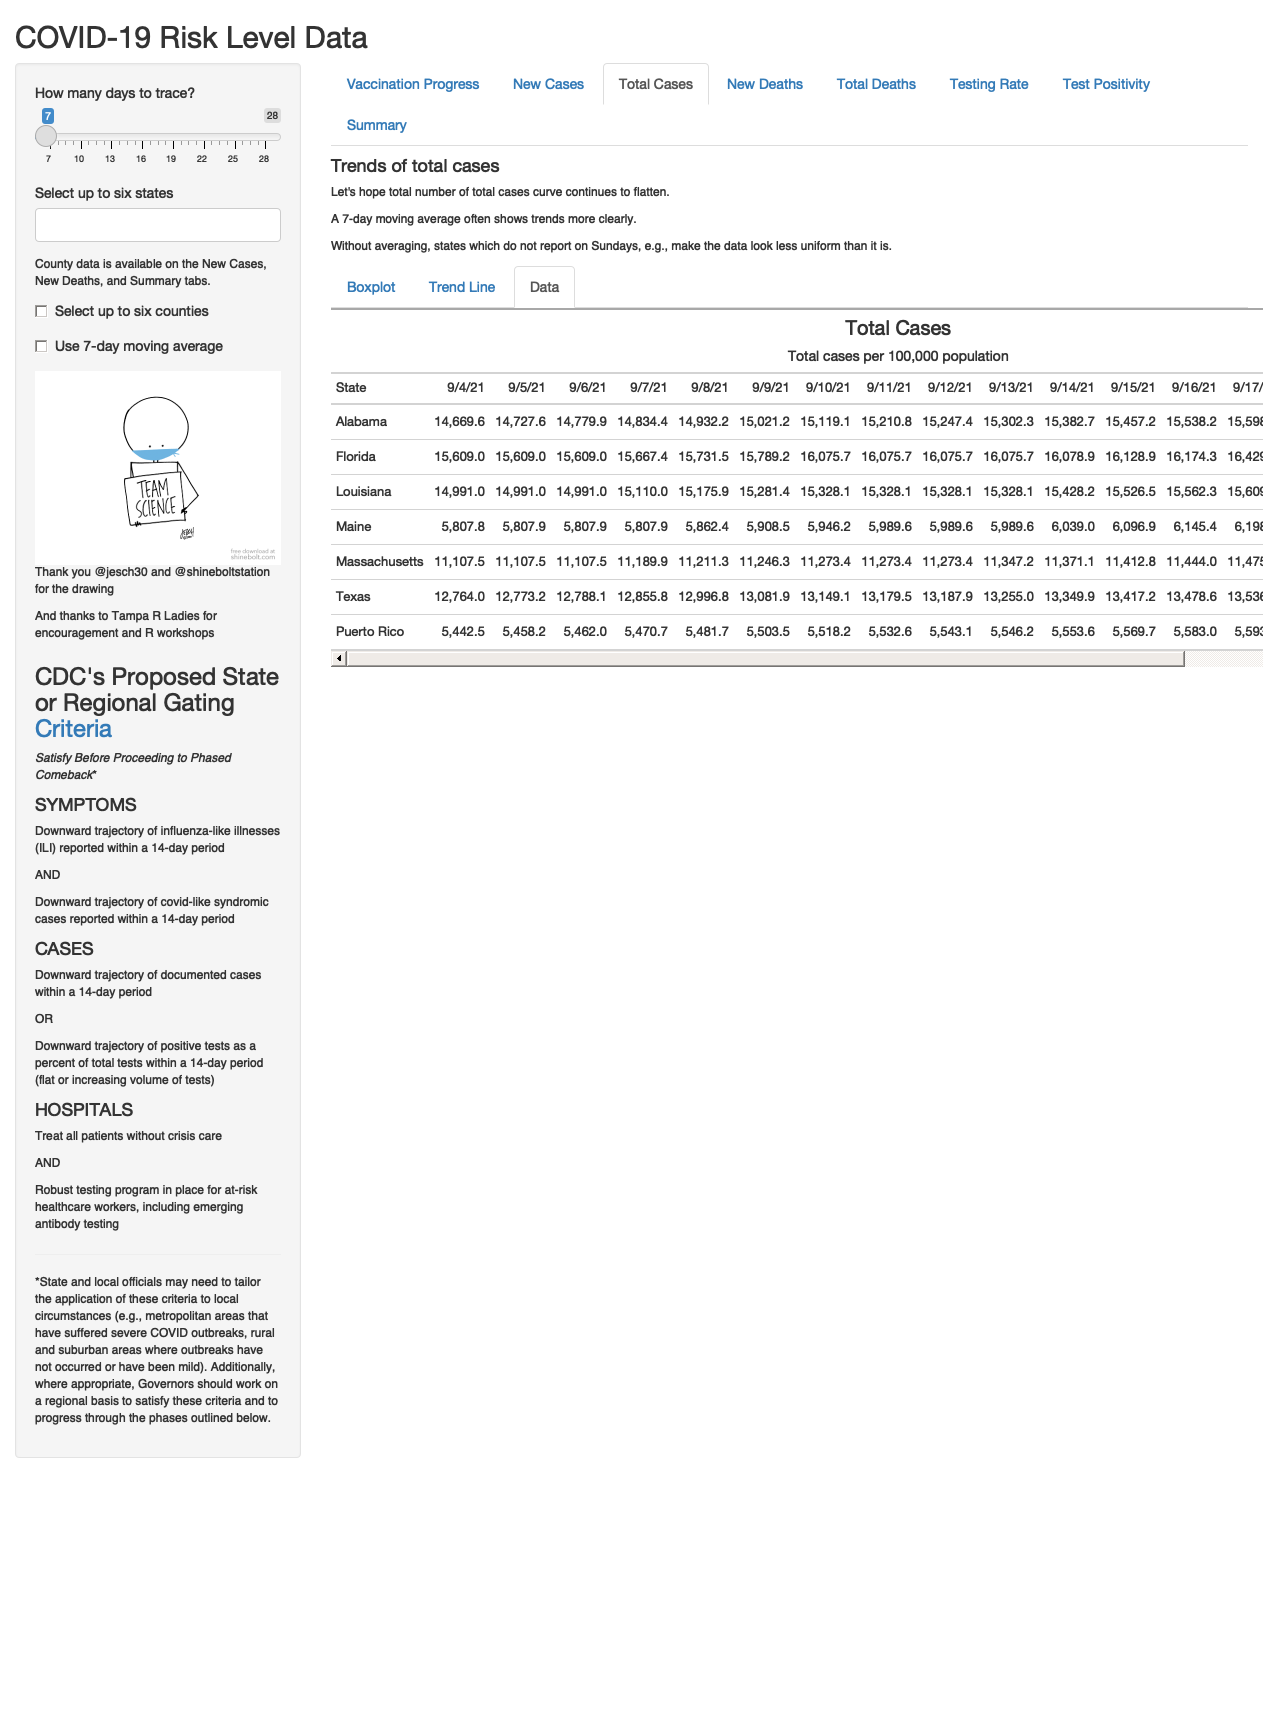 COVID-19 Risk Level Data
How many days to trace?
7 28
7 10 13 16 19 22 25 28
Select up to six states
County data is available on the New Cases,
New Deaths, and Summary tabs.
Select up to six counties
Use 7-day moving average
TEAM
SCIENCE
free download at
shinebolt.com
Thank you @jesch30 and @shineboltstation
for the drawing
And thanks to Tampa R Ladies for
encouragement and R workshops
CDC's Proposed State
or Regional Gating
Criteria
Satisfy Before Proceeding to Phased
Comeback*
SYMPTOMS
Downward trajectory of influenza-like illnesses
(ILI) reported within a 14-day period
AND
Downward trajectory of covid-like syndromic
cases reported within a 14-day period
CASES
Downward trajectory of documented cases
within a 14-day period
OR
Downward trajectory of positive tests as a
percent of total tests within a 14-day period
(flat or increasing volume of tests)
HOSPITALS
Treat all patients without crisis care
AND
Robust testing program in place for at-risk
healthcare workers, including emerging
antibody testing
*State and local officials may need to tailor
the application of these criteria to local
circumstances (e.g., metropolitan areas that
have suffered severe COVID outbreaks, rural
and suburban areas where outbreaks have
not occurred or have been mild). Additionally,
where appropriate, Governors should work on
a regional basis to satisfy these criteria and to
progress through the phases outlined below.
Vaccination Progress New Cases Total Cases New Deaths Total Deaths Testing Rate Test Positivity
Summary
Trends of total cases
Let's hope total number of total cases curve continues to flatten.
A 7-day moving average often shows trends more clearly.
Without averaging, states which do not report on Sundays, e.g., make the data look less uniform than it is.
Boxplot Trend Line Data
Total Cases
Total cases per 100,000 population
State 9/4/21 9/5/21 9/6/21 9/7/21 9/8/21 9/9/21 9/10/21 9/11/21 9/12/21 9/13/21 9/14/21 9/15/21 9/16/21 9/17/
Alabama 14,669.6 14,727.6 14,779.9 14,834.4 14,932.2 15,021.2 15,119.1 15,210.8 15,247.4 15,302.3 15,382.7 15,457.2 15,538.2 15,598
Florida 15,609.0 15,609.0 15,609.0 15,667.4 15,731.5 15,789.2 16,075.7 16,075.7 16,075.7 16,075.7 16,078.9 16,128.9 16,174.3 16,429
Louisiana 14,991.0 14,991.0 14,991.0 15,110.0 15,175.9 15,281.4 15,328.1 15,328.1 15,328.1 15,328.1 15,428.2 15,526.5 15,562.3 15,609
Maine 5,807.8 5,807.9 5,807.9 5,807.9 5,862.4 5,908.5 5,946.2 5,989.6 5,989.6 5,989.6 6,039.0 6,096.9 6,145.4 6,198
Massachusetts 11,107.5 11,107.5 11,107.5 11,189.9 11,211.3 11,246.3 11,273.4 11,273.4 11,273.4 11,347.2 11,371.1 11,412.8 11,444.0 11,475
Texas 12,764.0 12,773.2 12,788.1 12,855.8 12,996.8 13,081.9 13,149.1 13,179.5 13,187.9 13,255.0 13,349.9 13,417.2 13,478.6 13,536
Puerto Rico 5,442.5 5,458.2 5,462.0 5,470.7 5,481.7 5,503.5 5,518.2 5,532.6 5,543.1 5,546.2 5,553.6 5,569.7 5,583.0 5,593